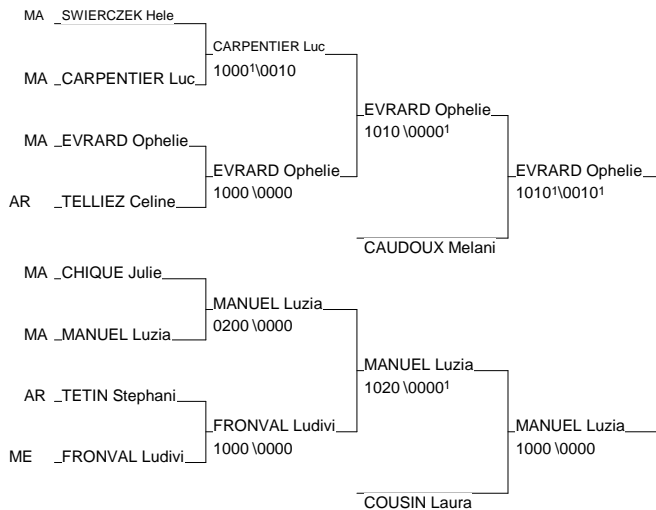 MA SWIERCZEK Hele
CARPENTIER Luc
1000¹\0010
MA CARPENTIER Luc
EVRARD Ophelie
1010 \0000¹
MA EVRARD Ophelie
EVRARD Ophelie
1000 \0000
EVRARD Ophelie
1010¹\0010¹
AR TELLIEZ Celine
CAUDOUX Melani
MA CHIQUE Julie
MANUEL Luzia
0200 \0000
MA MANUEL Luzia
MANUEL Luzia
1020 \0000¹
AR TETIN Stephani
FRONVAL Ludivi
1000 \0000
MANUEL Luzia
1000 \0000
ME FRONVAL Ludivi
COUSIN Laura